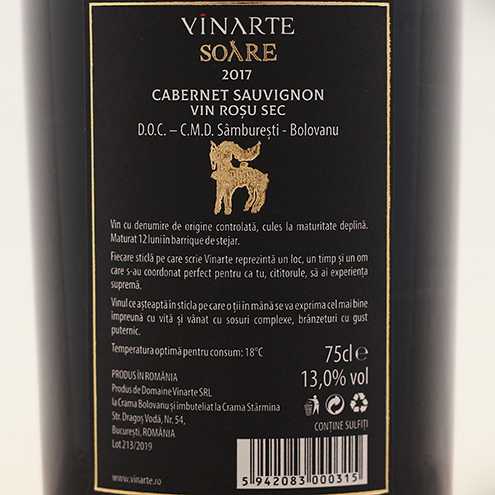 VINARTE
SOARE
2017
CABERNET SAUVIGNON
VIN ROȘU SEC
D.O.C. – C.M.D. Sâmburești - Bolovanu
Vin cu denumire de origine controlată, cules la maturitate deplină.
Maturat 12 luni in barrique de stejar.
Fiecare sticlă pe care scrie Vinarte reprezintă un loc, un timp și un om
care s-au coordonat perfect pentru ca tu, cititorule, să ai experiența
supremă.
Vinul ce așteaptă in sticla pe care o ții in mână se va exprima cel mai bine
împreună cu vită și vânat cu sosuri complexe, brânzeturi cu gust
puternic.
Temperatura optimă pentru consum: 18°C
75cl e
PRODUS ÎN ROMÂNIA
13,0% vol
Produs de Domaine Vinarte SRL
la Crama Bolovanu și imbuteliat la Crama Stârmina
Str. Dragoș Vodă, Nr. 54,
București, ROMÂNIA
Lot 213/2019
CONȚINE SULFIȚI
www.vinarte.ro
5 942083 000315